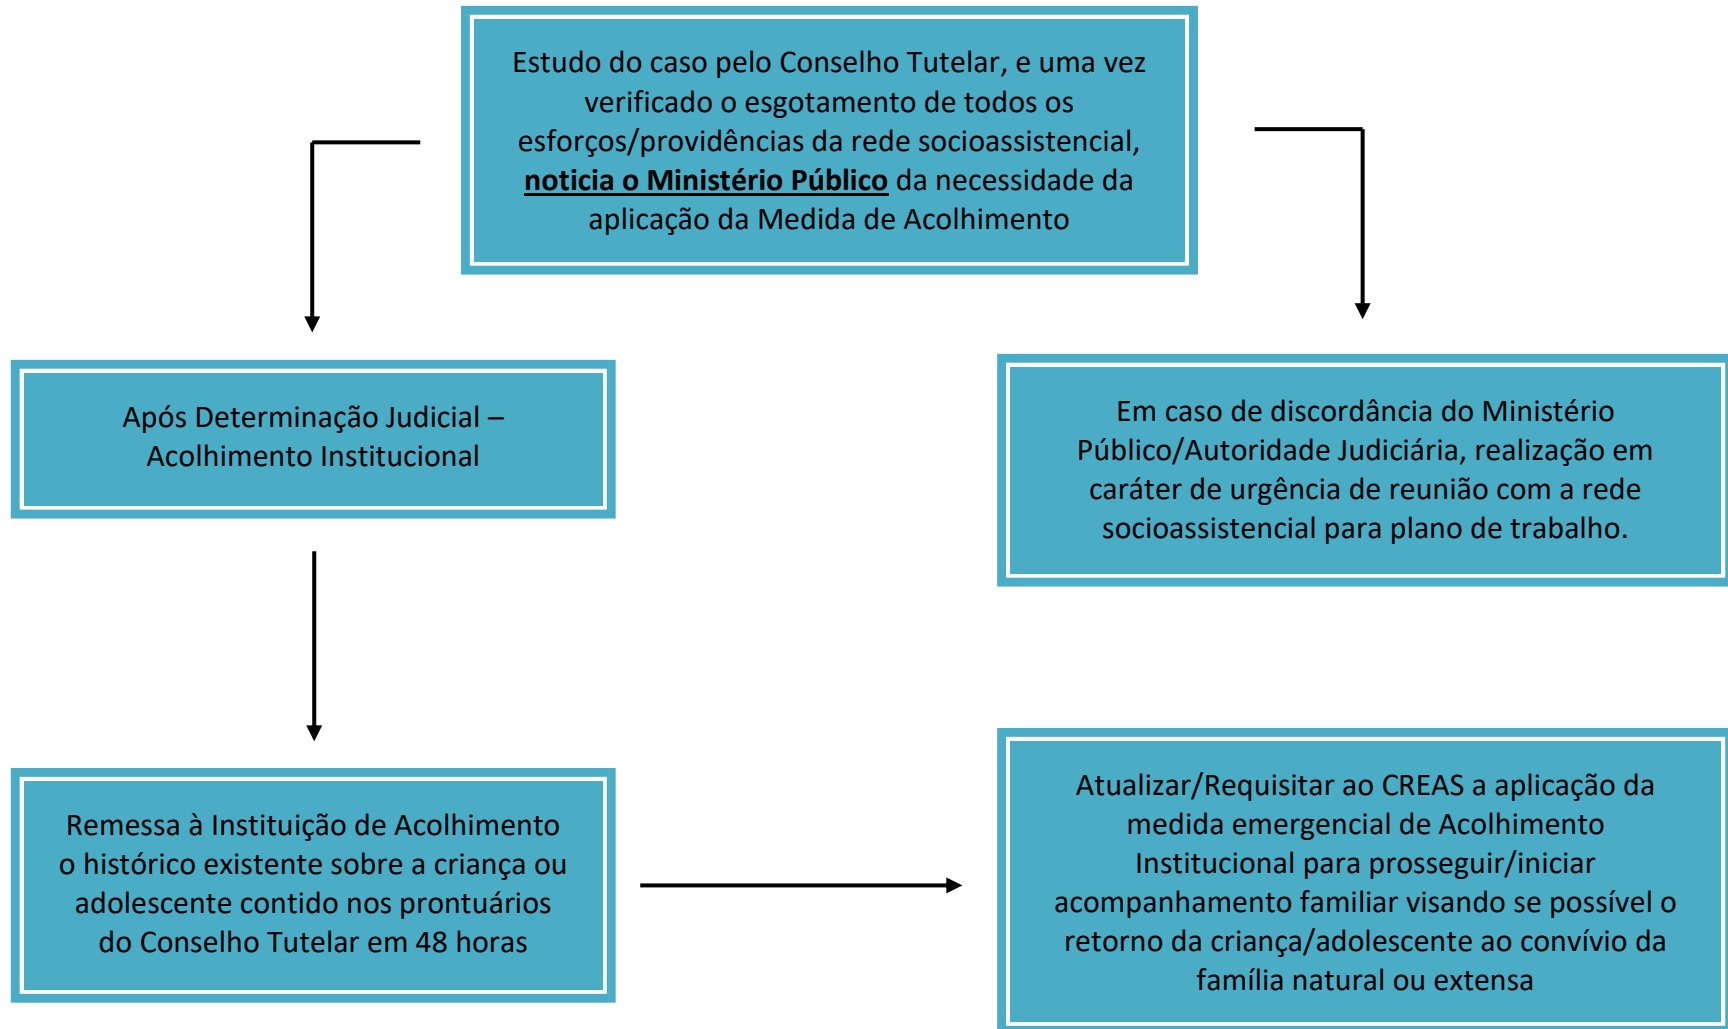 Estudo do caso pelo Conselho Tutelar, e uma vez
verificado o esgotamento de todos os
esforços/providências da rede socioassistencial,
noticia o Ministério Público da necessidade da
aplicação da Medida de Acolhimento
Após Determinação Judicial –
Acolhimento Institucional
Em caso de discordância do Ministério
Público/Autoridade Judiciária, realização em
caráter de urgência de reunião com a rede
socioassistencial para plano de trabalho.
Remessa à Instituição de Acolhimento
o histórico existente sobre a criança ou
adolescente contido nos prontuários
do Conselho Tutelar em 48 horas
Atualizar/Requisitar ao CREAS a aplicação da
medida emergencial de Acolhimento
Institucional para prosseguir/iniciar
acompanhamento familiar visando se possível o
retorno da criança/adolescente ao convívio da
família natural ou extensa